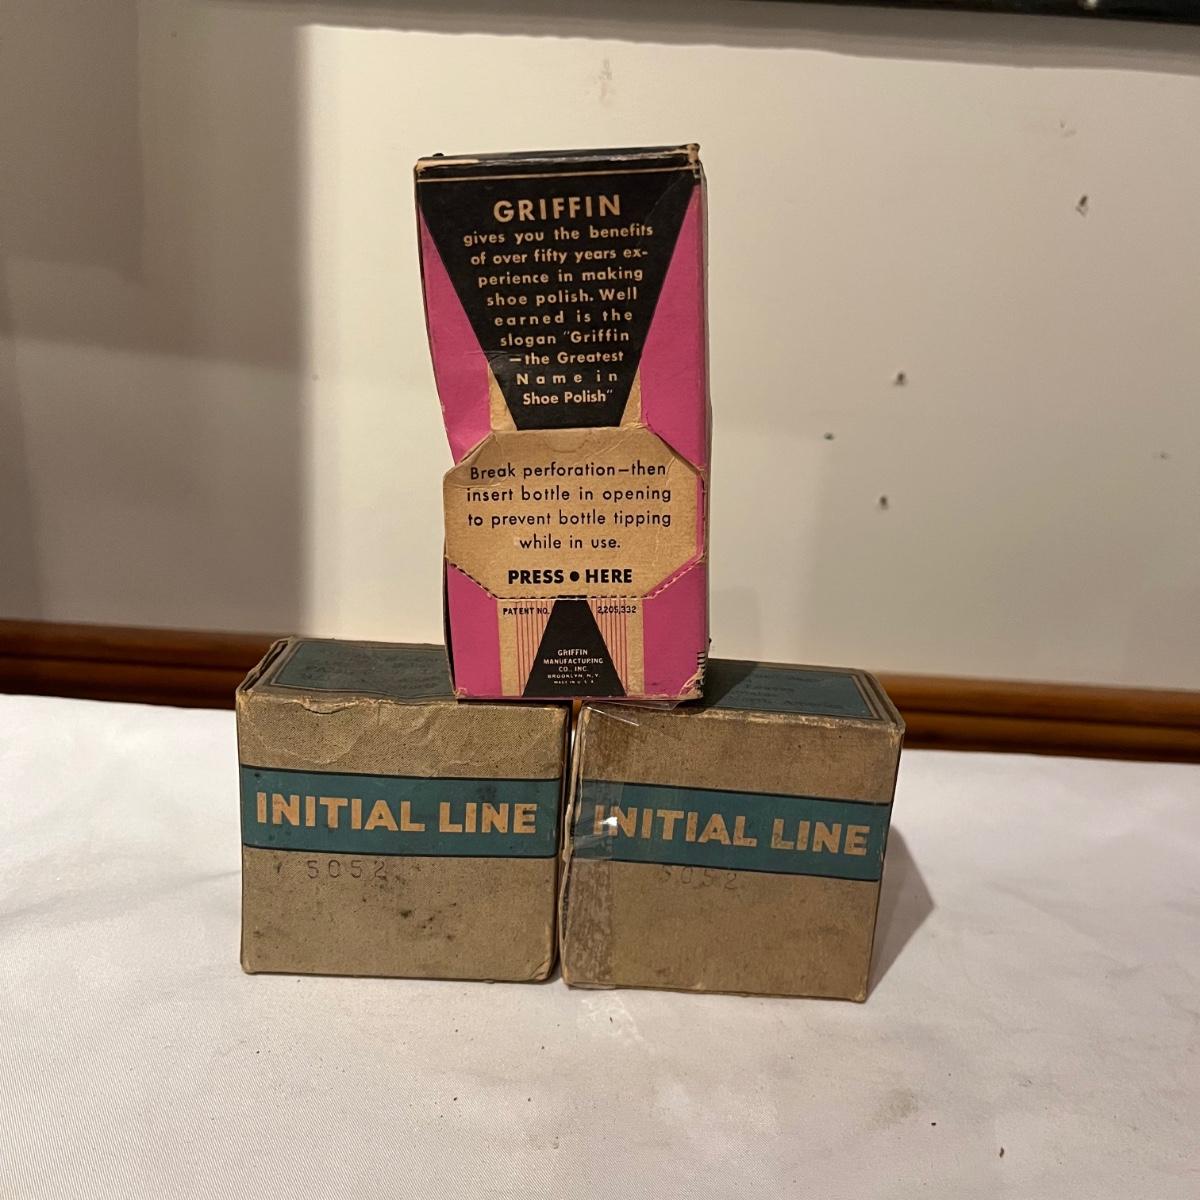 GRIFFIN
gives you the benefits
of over fifty years ex-
perience in making
shoe polish. Well
earned is the
slogan "Griffin
—the Greatest
Name in
Shoe Polish"
Break perforation—then
insert bottle in opening
to prevent bottle tipping
while in use.
PRESS • HERE
PATENT NO. 2,205,332
GRIFFIN
MANUFACTURING
CO., INC.
BROOKLYN, N.Y.
MADE IN U.S.A.
INITIAL LINE
5052
INITIAL LINE
5052